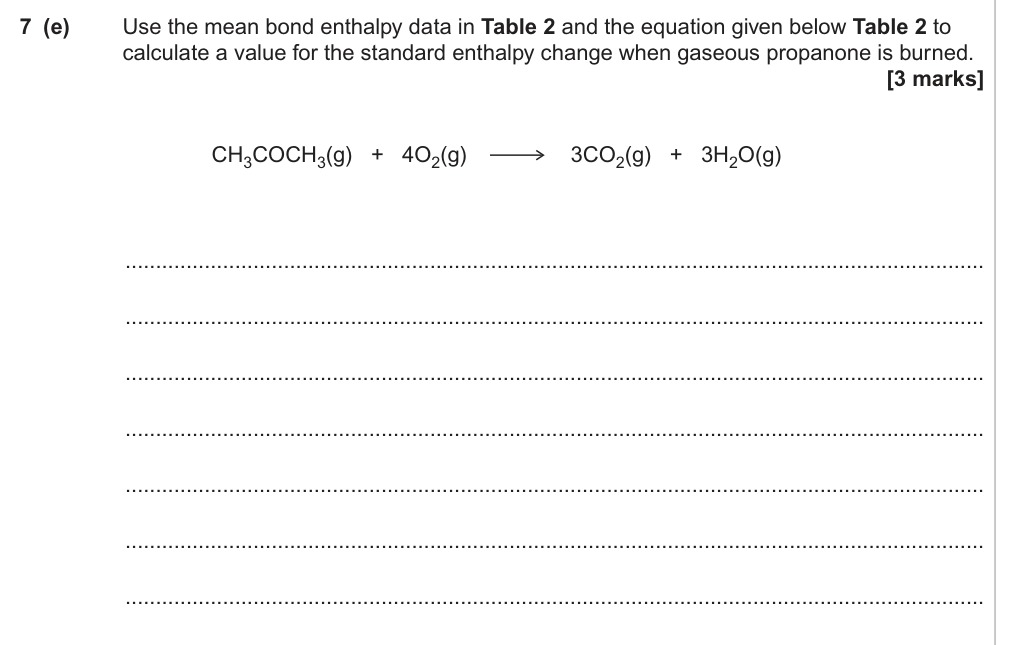 7 (e) Use the mean bond enthalpy data in Table 2 and the equation given below Table 2 to
calculate a value for the standard enthalpy change when gaseous propanone is burned.
[3 marks]
CH₃COCH₃(g) + 4O₂(g) ⟶ 3CO₂(g) + 3H₂O(g)